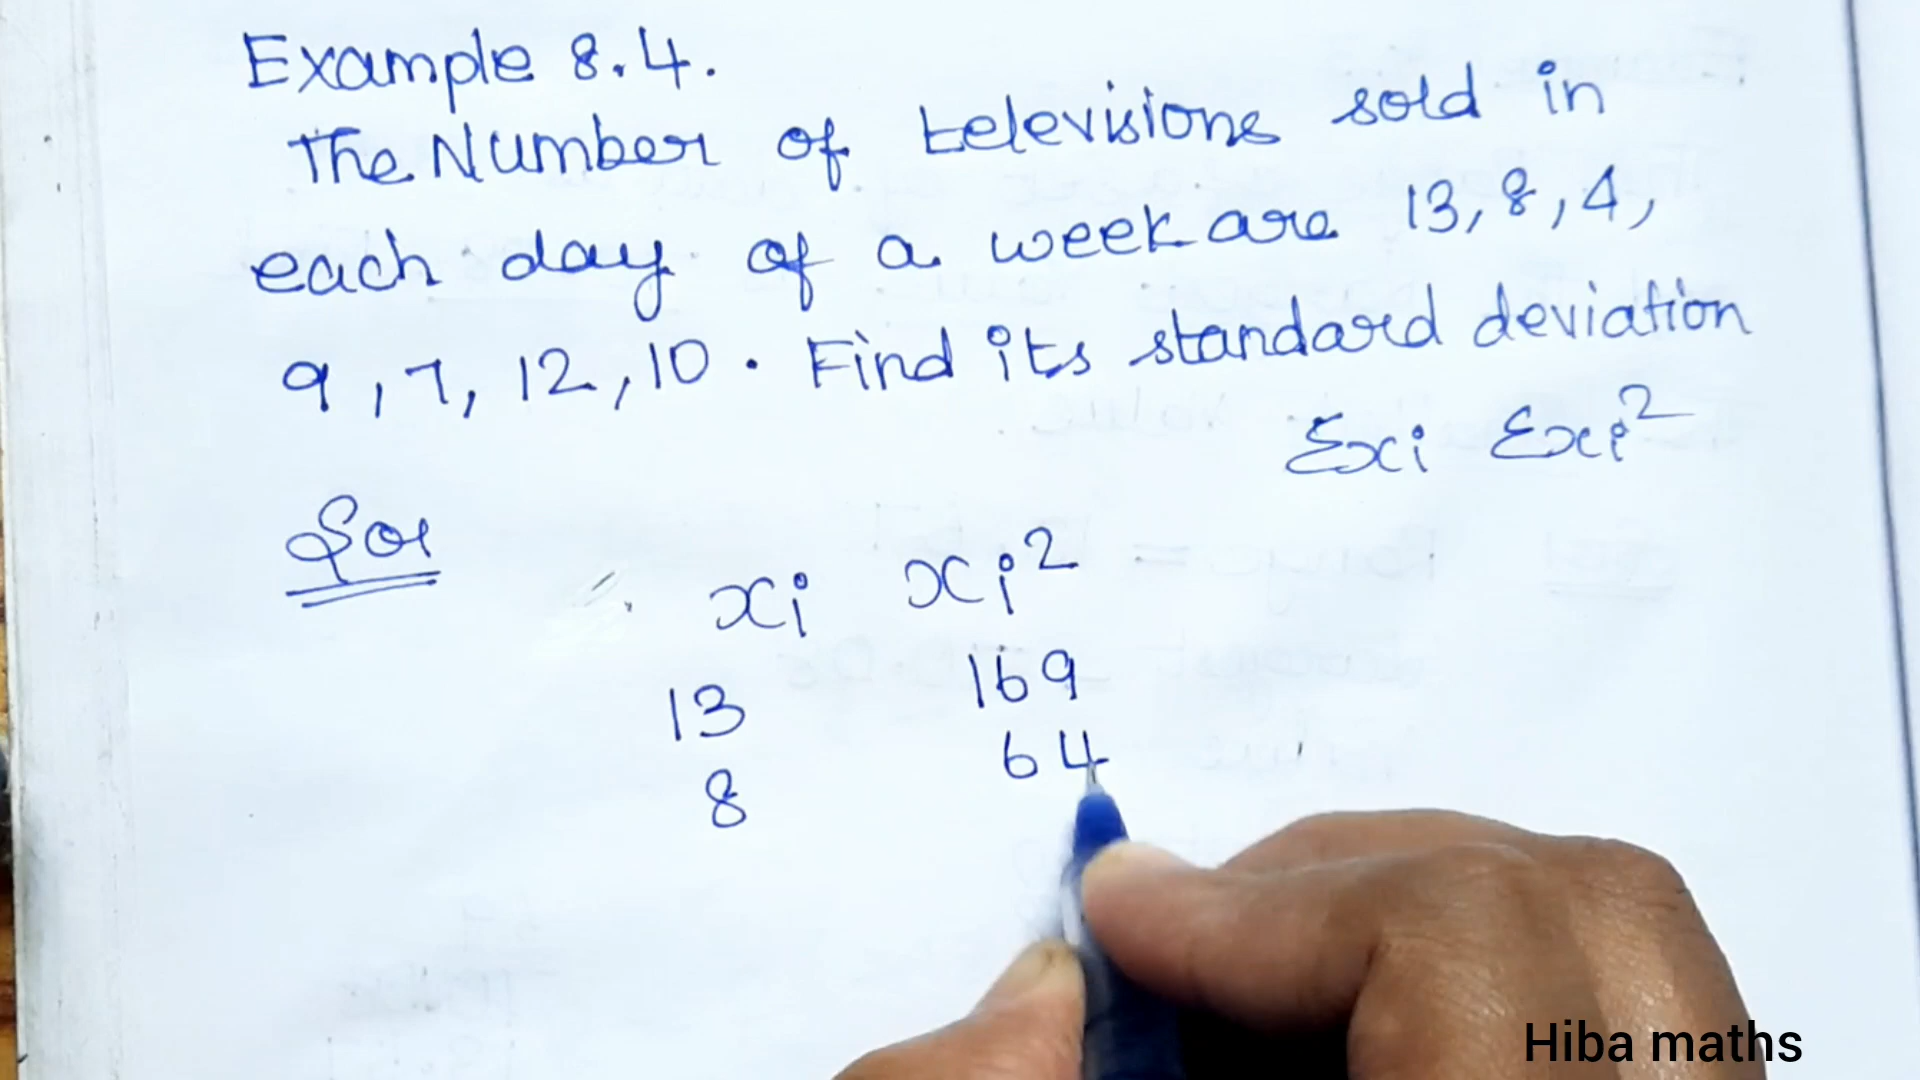 Example 8.4.
The Number of televisions sold in
each day of a week are 13, 8, 4,
9, 7, 12, 10. Find its standard deviation
Σxi Σxi²
Sol
xi xi²
13 169
8 64
Hiba maths